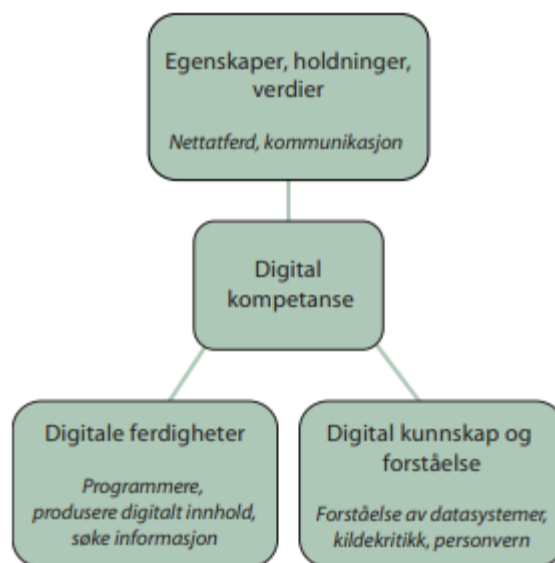 Egenskaper, holdninger,
verdier
Nettatferd, kommunikasjon
Digital
kompetanse
Digitale ferdigheter
Programmere,
produsere digitalt innhold,
søke informasjon
Digital kunnskap og
forståelse
Forståelse av datasystemer,
kildekritikk, personvern